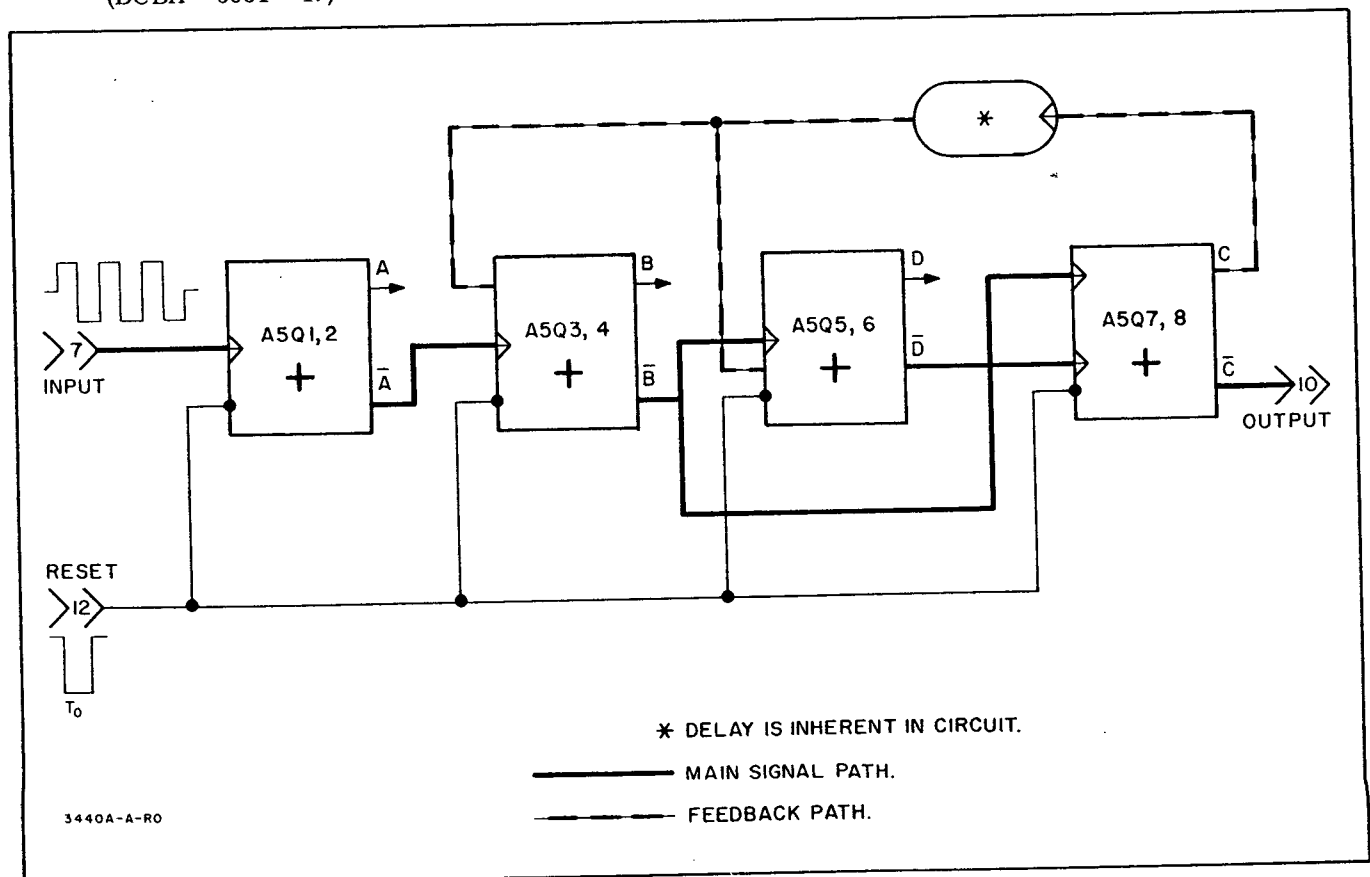 A
B
D
C
A5Q1, 2
A5Q3, 4
A5Q5, 6
A5Q7, 8
+
+
+
+
7
INPUT
A̅
B̅
D̅
C̅
10
OUTPUT
RESET
12
T₀
*
* DELAY IS INHERENT IN CIRCUIT.
MAIN SIGNAL PATH.
FEEDBACK PATH.
3440A-A-RO